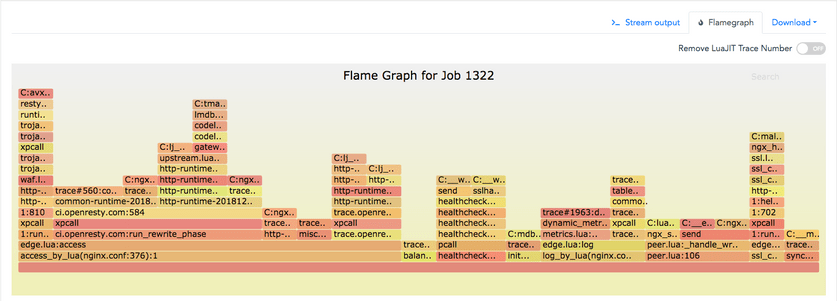 >_ Stream output
Flamegraph
Download
Remove LuaJIT Trace Number
OFF
Flame Graph for Job 1322
Search
C:avx..
resty..
C:tma..
runti..
lmdb..
troja..
codel..
troja..
codel..
C:mal..
xpcall
C:lj_..
gatew..
ngx_h..
troja..
upstream.lua..
C:lj_..
ssl.l..
troja..
http-runtime..
http-..
C:lj_..
ssl_c..
waf.l..
C:ngx..
http-runtime..
C:ngx..
http-..
http-..
C:__w..
C:__w..
trace..
ssl_c..
http-..
trace#560:co..
trace..
http-runtime..
trace..
http-runtime..
send
sslha..
table..
http-..
http-..
common-runtime-2018..
http-runtime-201812..
http-runtime..
healthcheck..
commo..
1:hel..
1:810
ci.openresty.com:584
C:ngx..
trace.openre..
healthcheck...
trace#1963:d..
trace..
1:702
xpcall
xpcall
trace..
trace..
trace.openre..
healthcheck...
dynamic_metr..
xpcall
C:lua..
C:__e..
C:ngx..
xpcall
1:run..
ci.openresty.com:run_rewrite_phase
http-..
misc...
trace.openre..
healthcheck...
C:mdb..
metrics.lua:..
trace..
ngx_s..
send
1:run..
C:__m..
edge.lua:access
trace..
pcall
trace..
edge.lua:log
peer.lua:_handle_wr..
edge...
trace..
access_by_lua(nginx.conf:376):1
balan..
healthcheck...
init...
log_by_lua(nginx.co..
peer.lua:106
ssl_c..
sync...